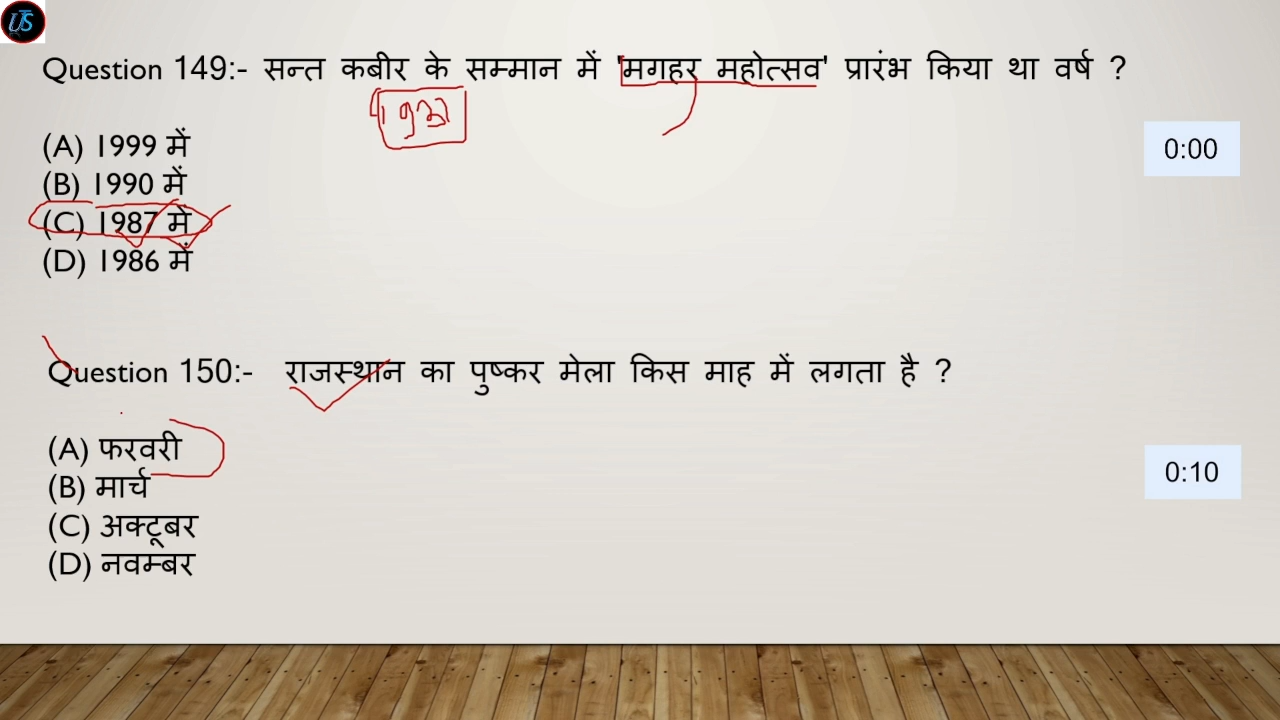 US
Question 149:- सन्त कबीर के सम्मान में 'मगहर महोत्सव' प्रारंभ किया था वर्ष ?
(A) 1999 में
(B) 1990 में
(C) 1987 में
(D) 1986 में
0:00
Question 150:- राजस्थान का पुष्कर मेला किस माह में लगता है ?
(A) फरवरी
(B) मार्च
(C) अक्टूबर
(D) नवम्बर
0:10